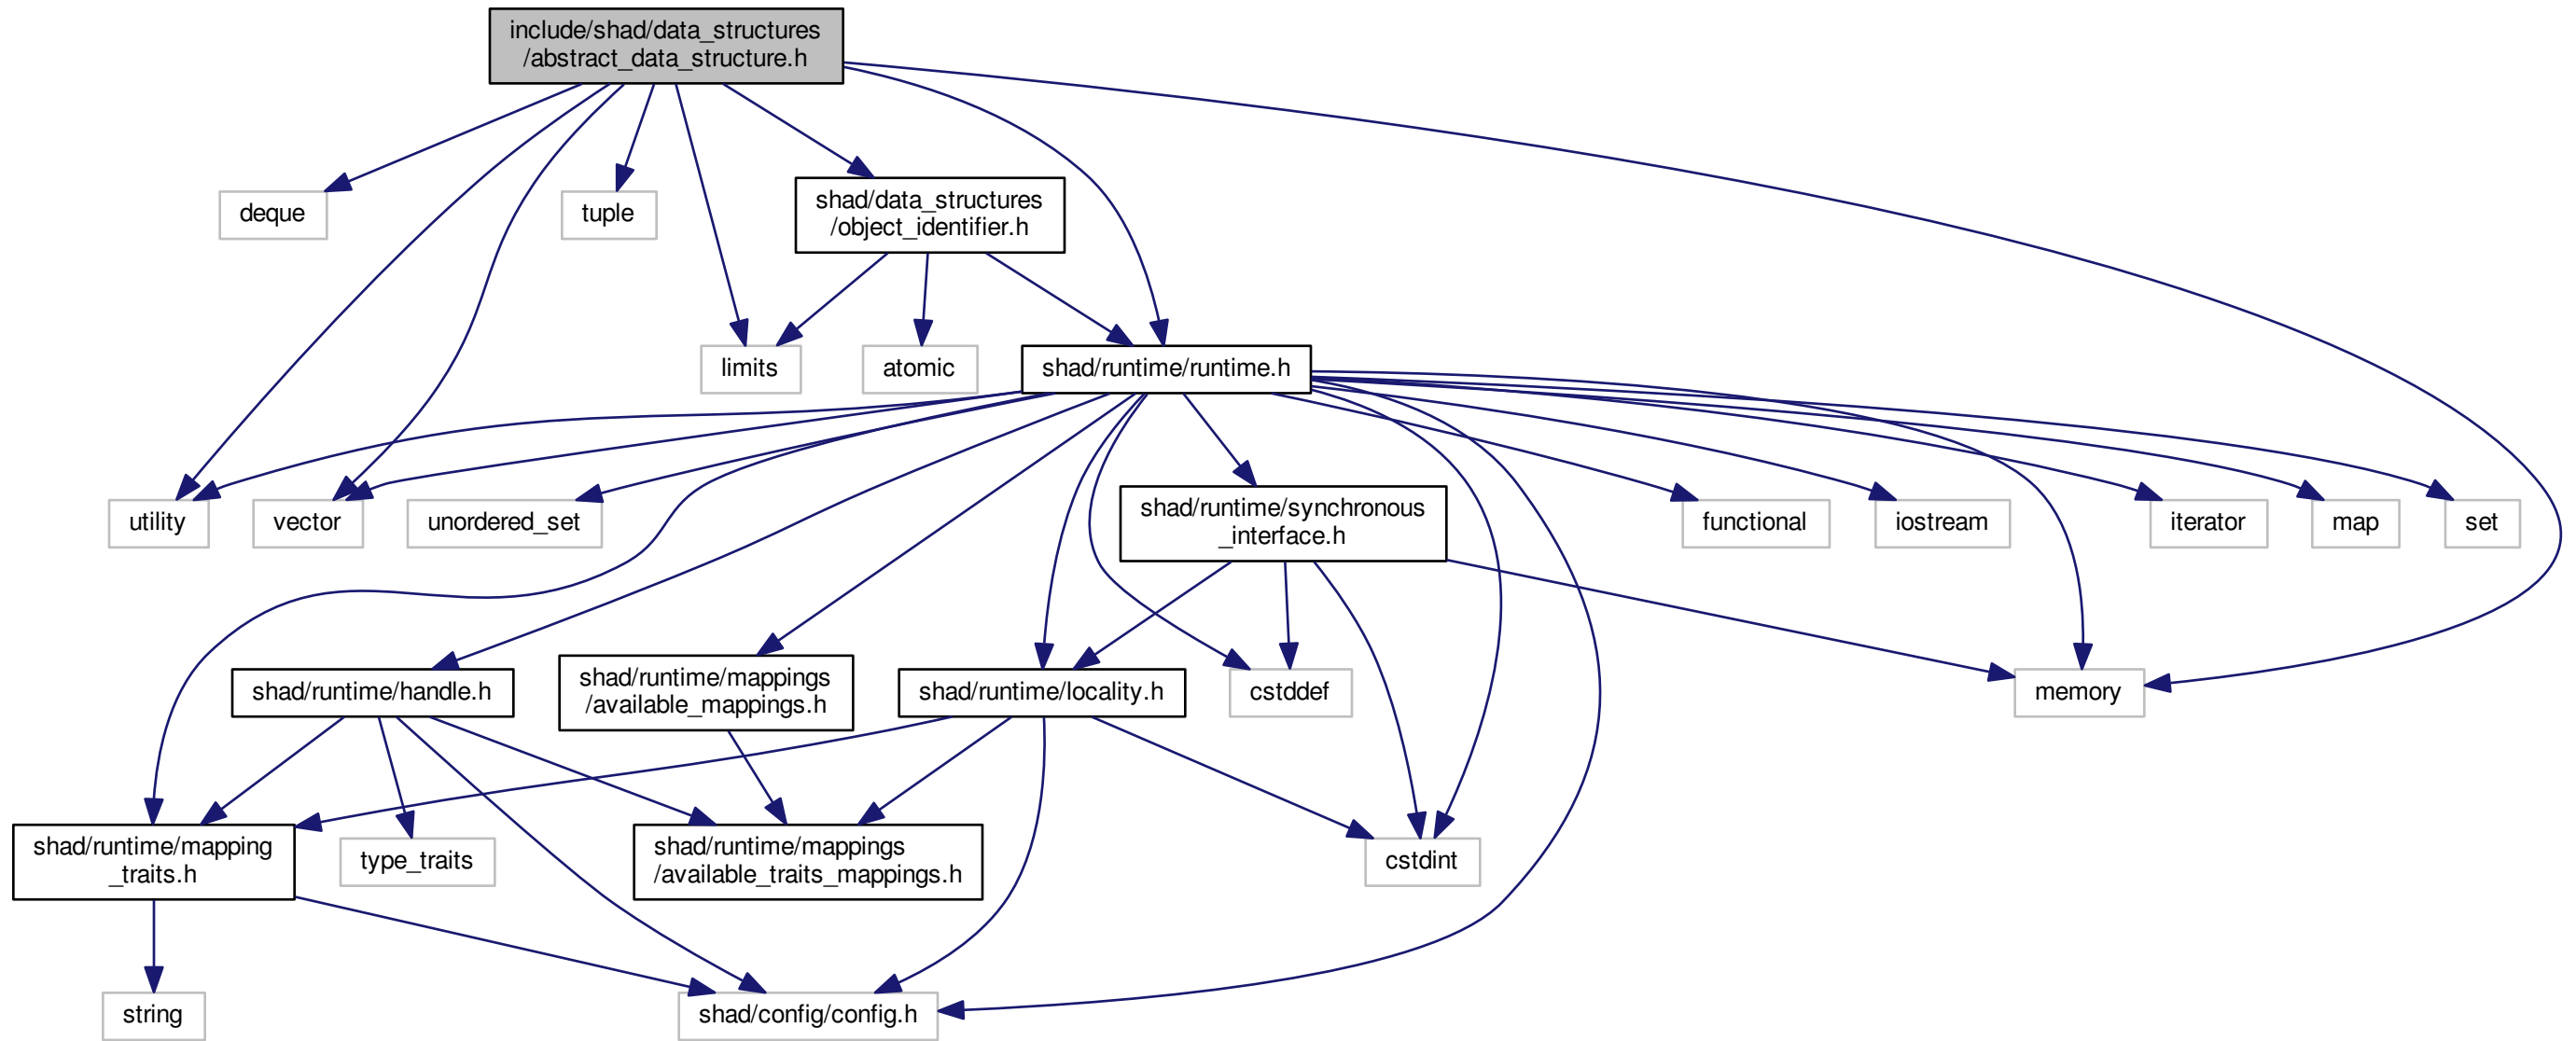 include/shad/data_structures
/abstract_data_structure.h
deque
tuple
shad/data_structures
/object_identifier.h
limits
atomic
shad/runtime/runtime.h
utility
vector
unordered_set
shad/runtime/synchronous
_interface.h
functional
iostream
iterator
map
set
shad/runtime/handle.h
shad/runtime/mappings
/available_mappings.h
shad/runtime/locality.h
cstddef
memory
shad/runtime/mapping
_traits.h
type_traits
shad/runtime/mappings
/available_traits_mappings.h
cstdint
string
shad/config/config.h